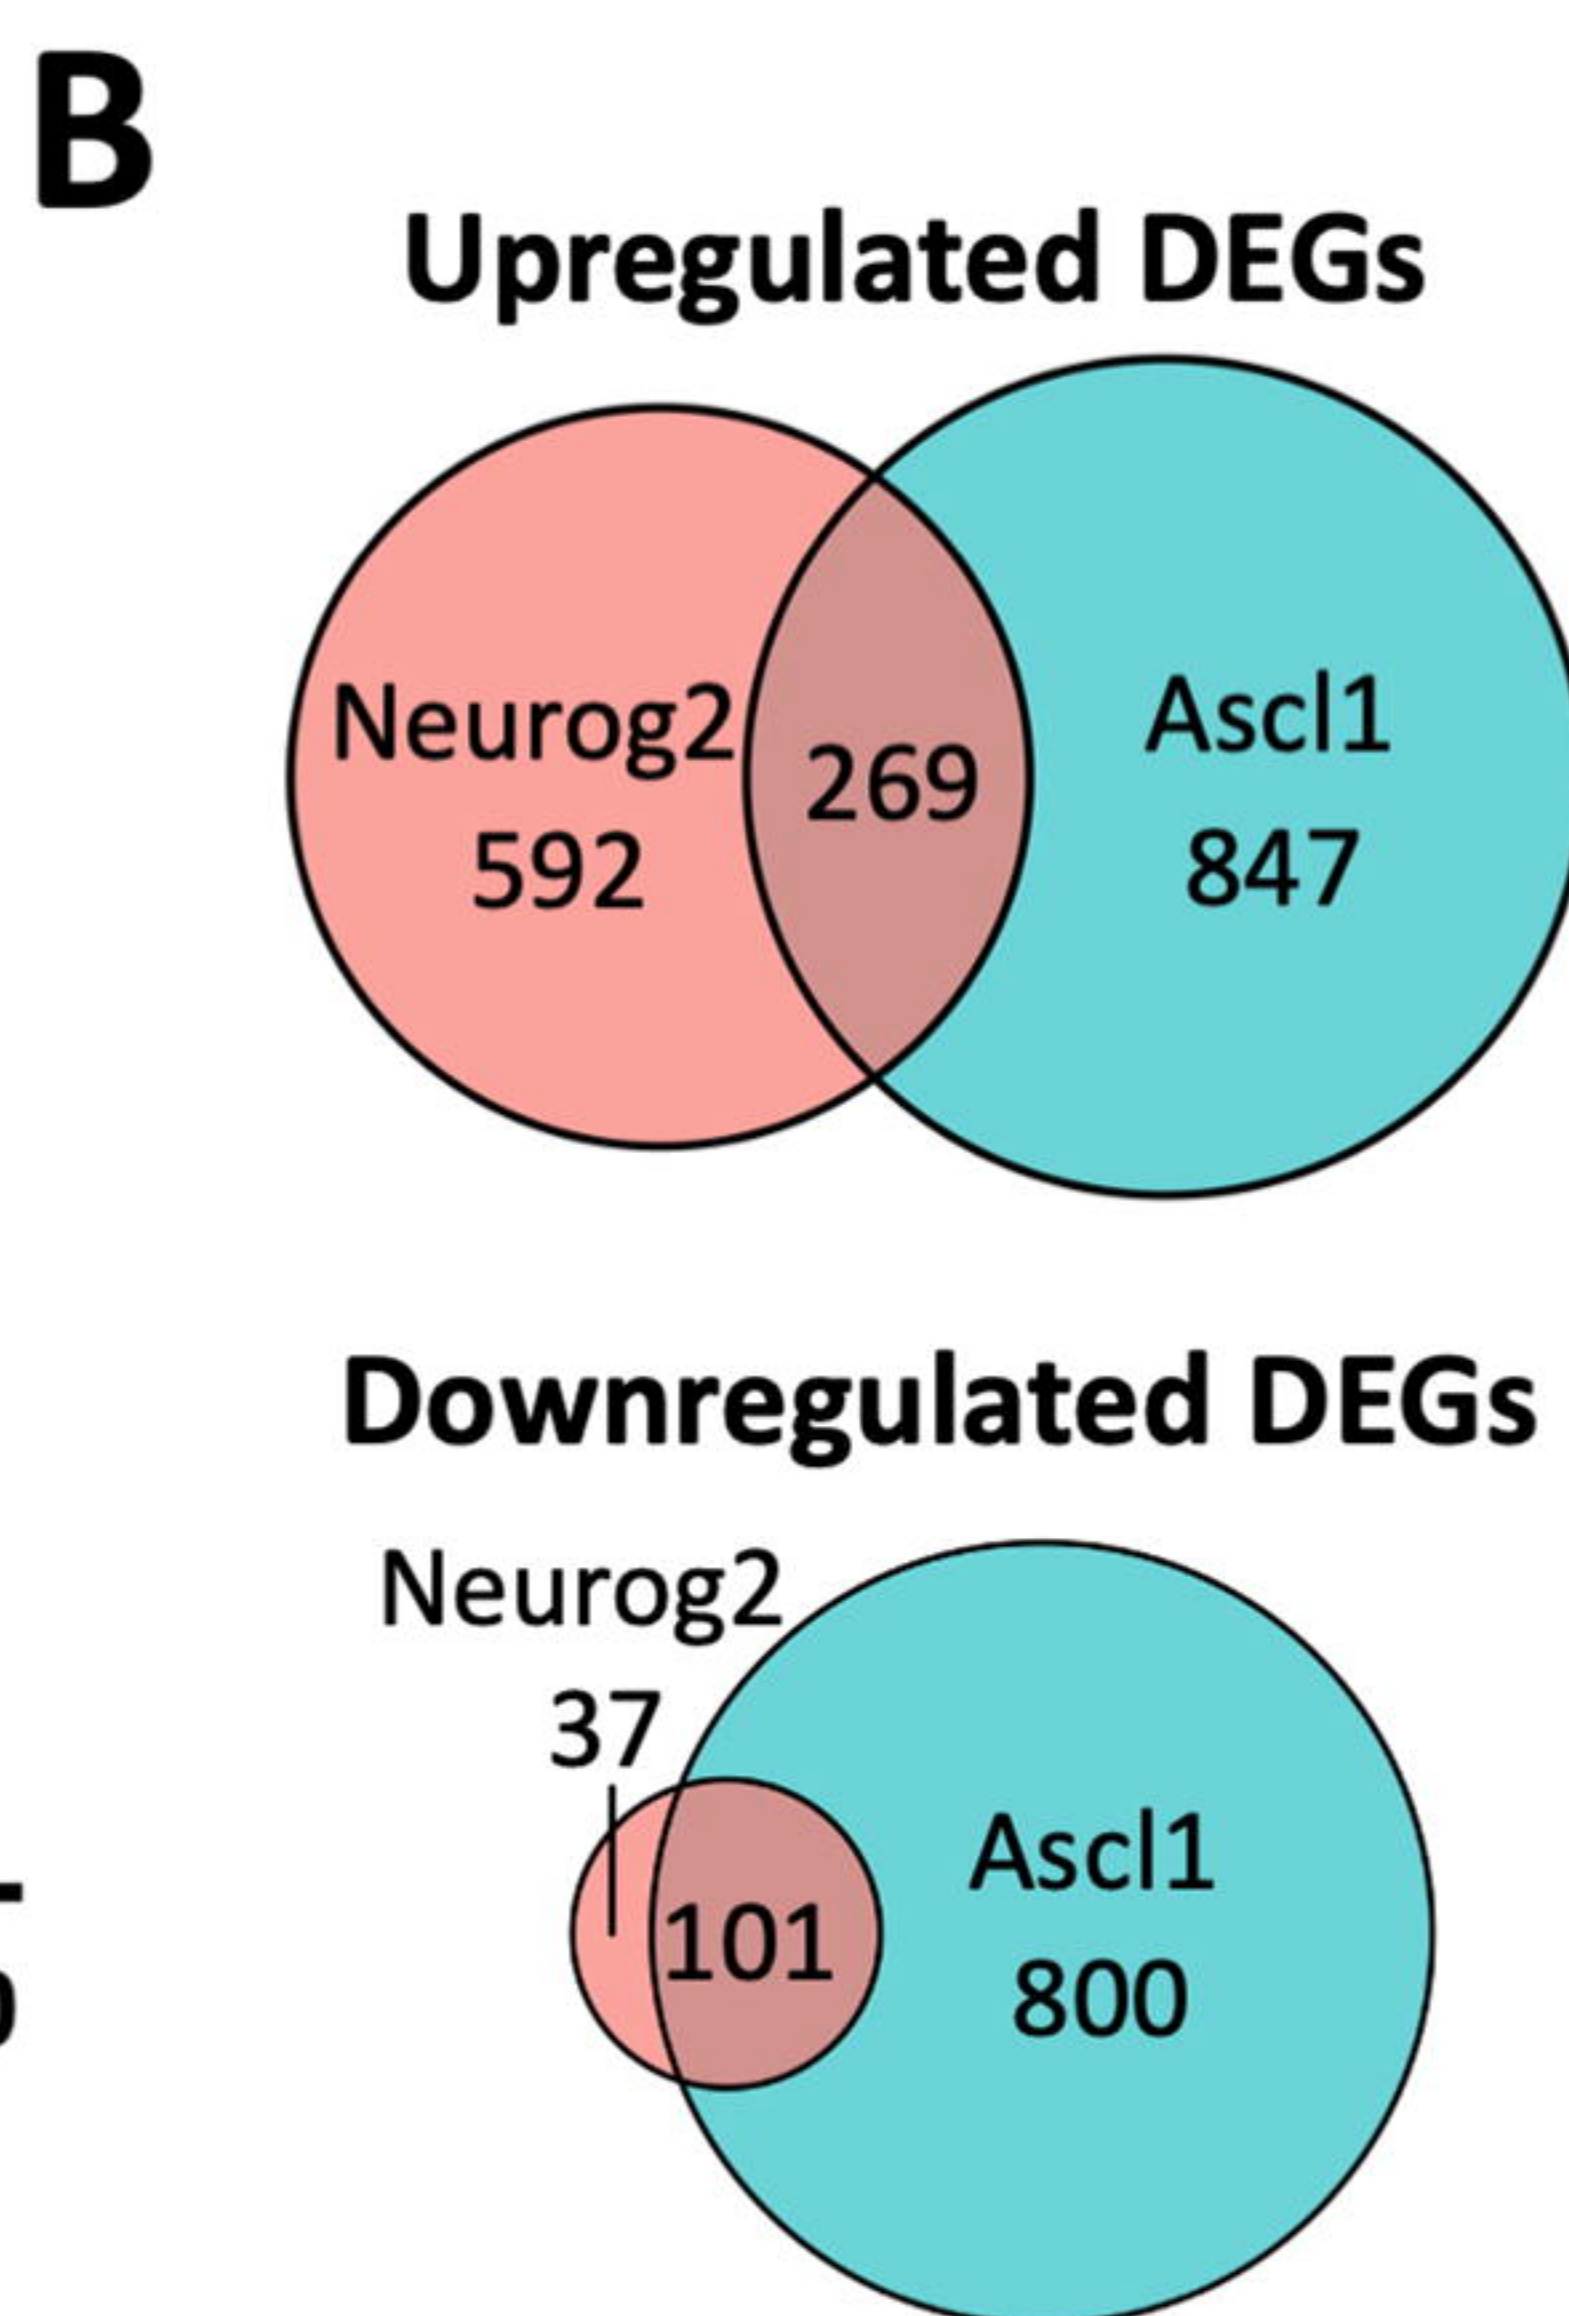 B
Upregulated DEGs
Neurog2
592
269
Ascl1
847
Downregulated DEGs
Neurog2
37
101
Ascl1
800